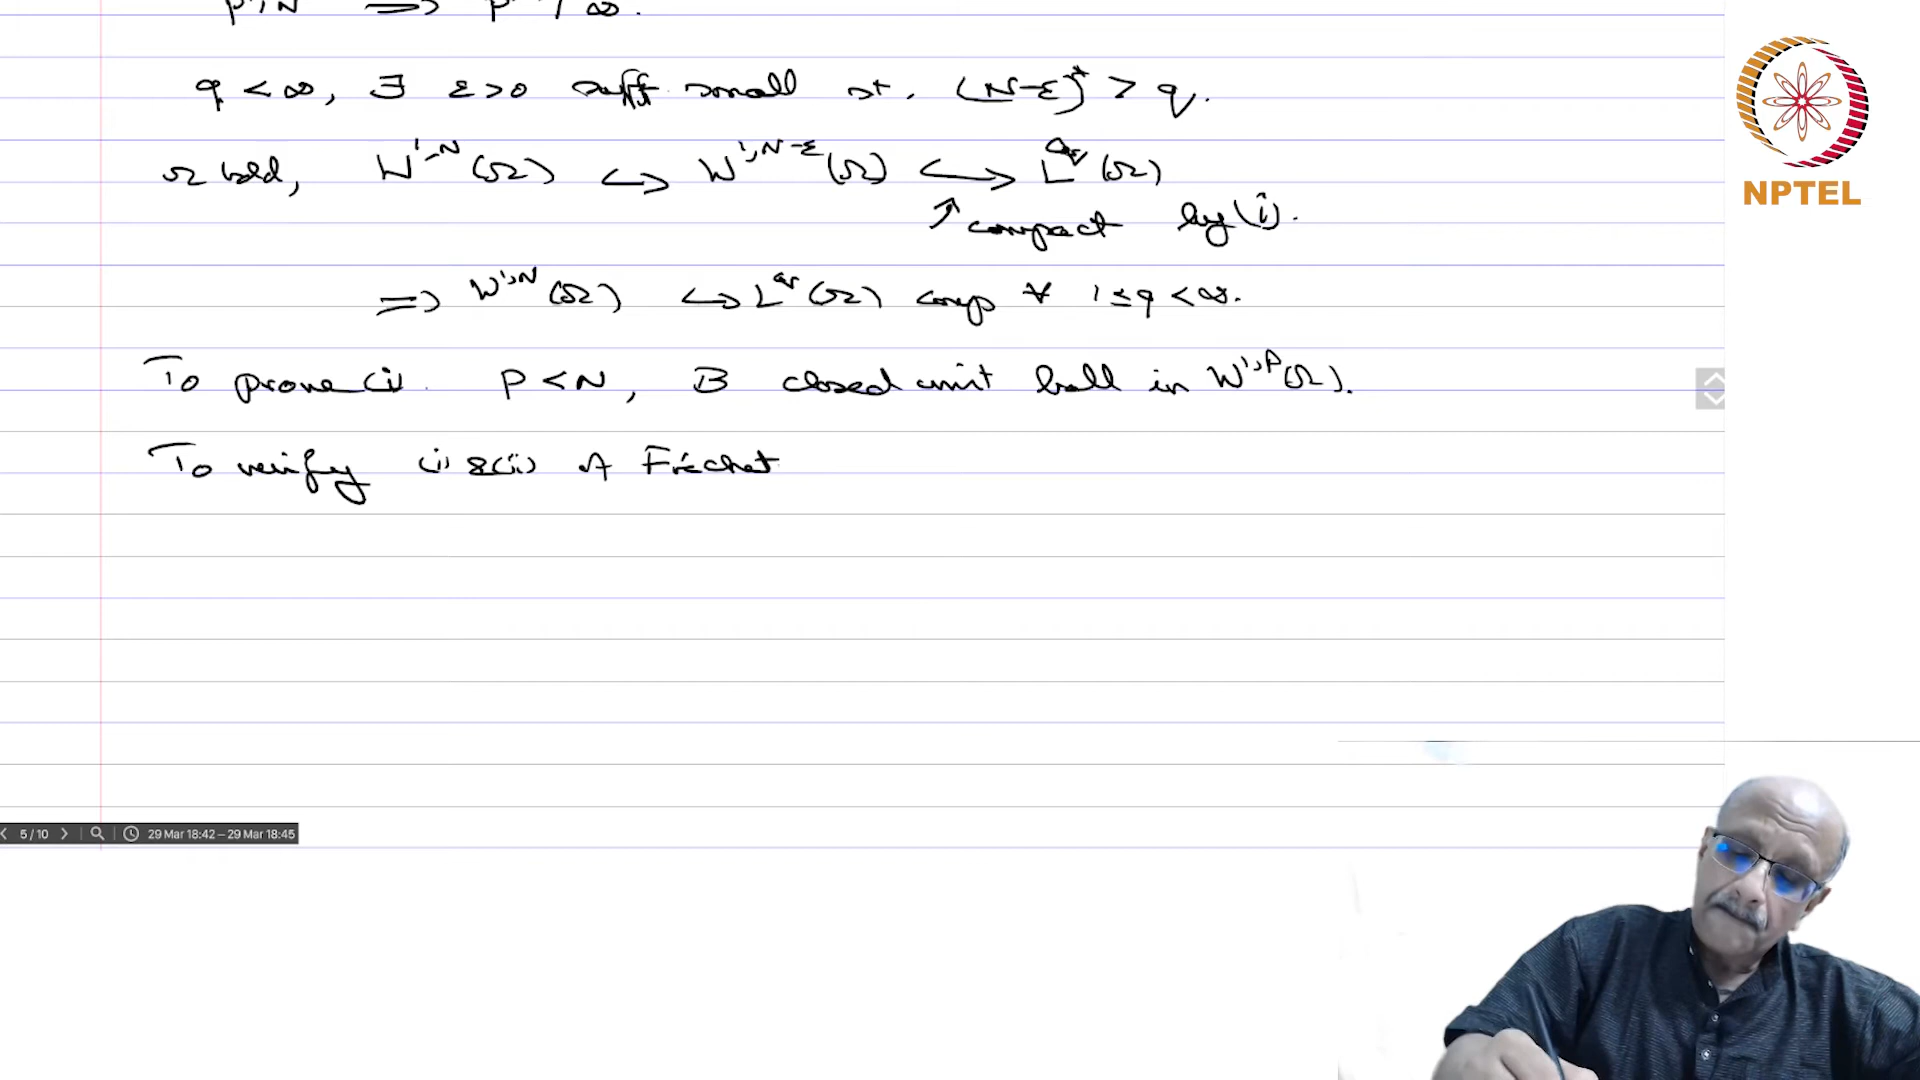 p ↗ N ⟹ p* ↗ ∞.
q < ∞, ∃ ε>0 suff. small s.t. (N-ε)* > q.
NPTEL
Ω bdd, W^{1,N}(Ω) ↪ W^{1,N-ε}(Ω) ↪ L^q(Ω)
↗ compact by (i).
⟹ W^{1,N}(Ω) ↪ L^q(Ω) comp ∀ 1 ≤ q < ∞.
To prove (i). P < N, B closed unit ball in W^{1,p}(Ω).
To verify (i) & (ii) of Fréchet
5 / 10 29 Mar 18:42 – 29 Mar 18:45